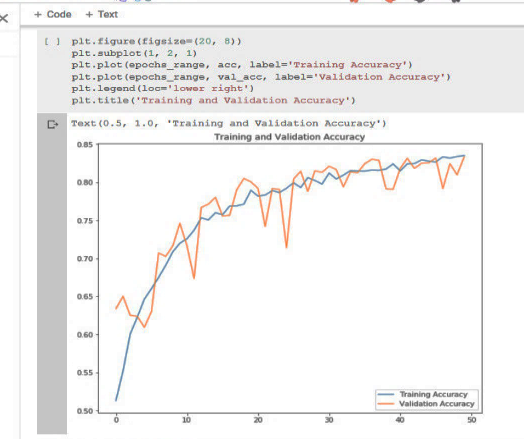 + Code + Text
[ ] plt.figure(figsize=(20, 8))
plt.subplot(1, 2, 1)
plt.plot(epochs_range, acc, label='Training Accuracy')
plt.plot(epochs_range, val_acc, label='Validation Accuracy')
plt.legend(loc='lower right')
plt.title('Training and Validation Accuracy')
Text(0.5, 1.0, 'Training and Validation Accuracy')
Training and Validation Accuracy
0.85
0.80
0.75
0.70
0.65
0.60
0.55
0.50
Training Accuracy
Validation Accuracy
0 10 20 30 40 50